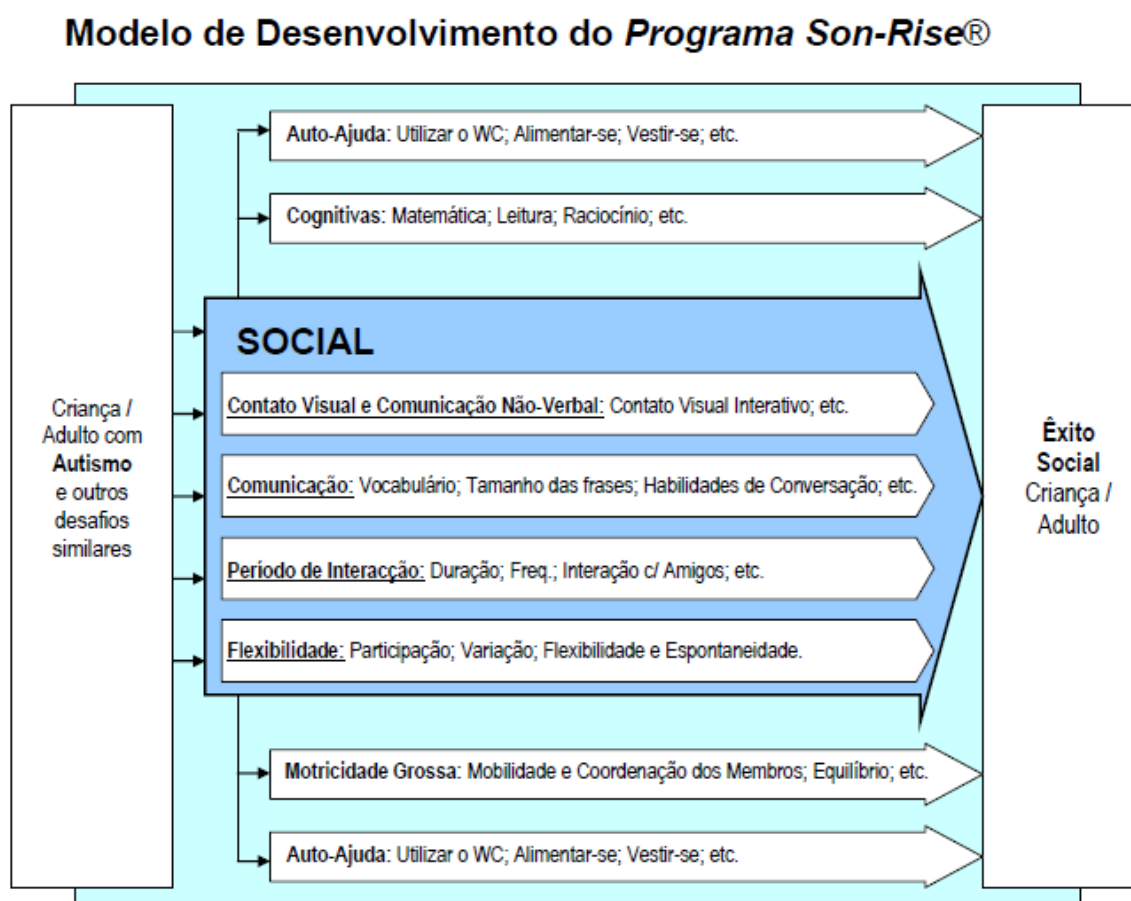 Modelo de Desenvolvimento do Programa Son-Rise®
Criança /
Adulto com
Autismo
e outros
desafios
similares
Auto-Ajuda: Utilizar o WC; Alimentar-se; Vestir-se; etc.
Cognitivas: Matemática; Leitura; Raciocínio; etc.
SOCIAL
Contato Visual e Comunicação Não-Verbal: Contato Visual Interativo; etc.
Comunicação: Vocabulário; Tamanho das frases; Habilidades de Conversação; etc.
Período de Interacção: Duração; Freq.; Interação c/ Amigos; etc.
Flexibilidade: Participação; Variação; Flexibilidade e Espontaneidade.
Motricidade Grossa: Mobilidade e Coordenação dos Membros; Equilíbrio; etc.
Auto-Ajuda: Utilizar o WC; Alimentar-se; Vestir-se; etc.
Êxito
Social
Criança /
Adulto